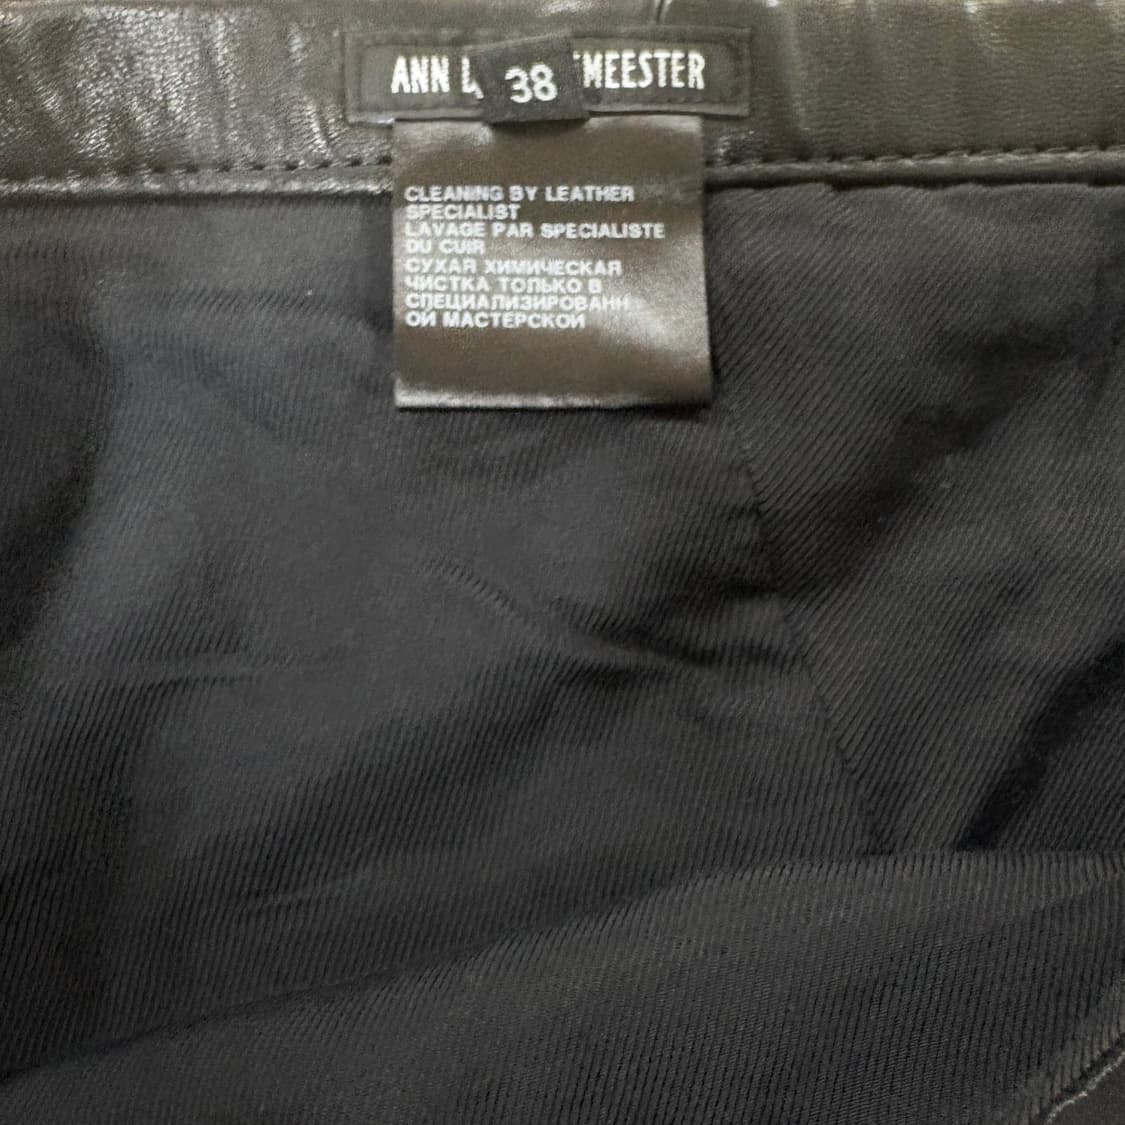 ANN D MEESTER
38
CLEANING BY LEATHER
SPECIALIST
LAVAGE PAR SPECIALISTE
DU CUIR
СУХАЯ ХИМИЧЕСКАЯ
ЧИСТКА ТОЛЬКО В
СПЕЦИАЛИЗИРОВАНН
ОЙ МАСТЕРСКОЙ